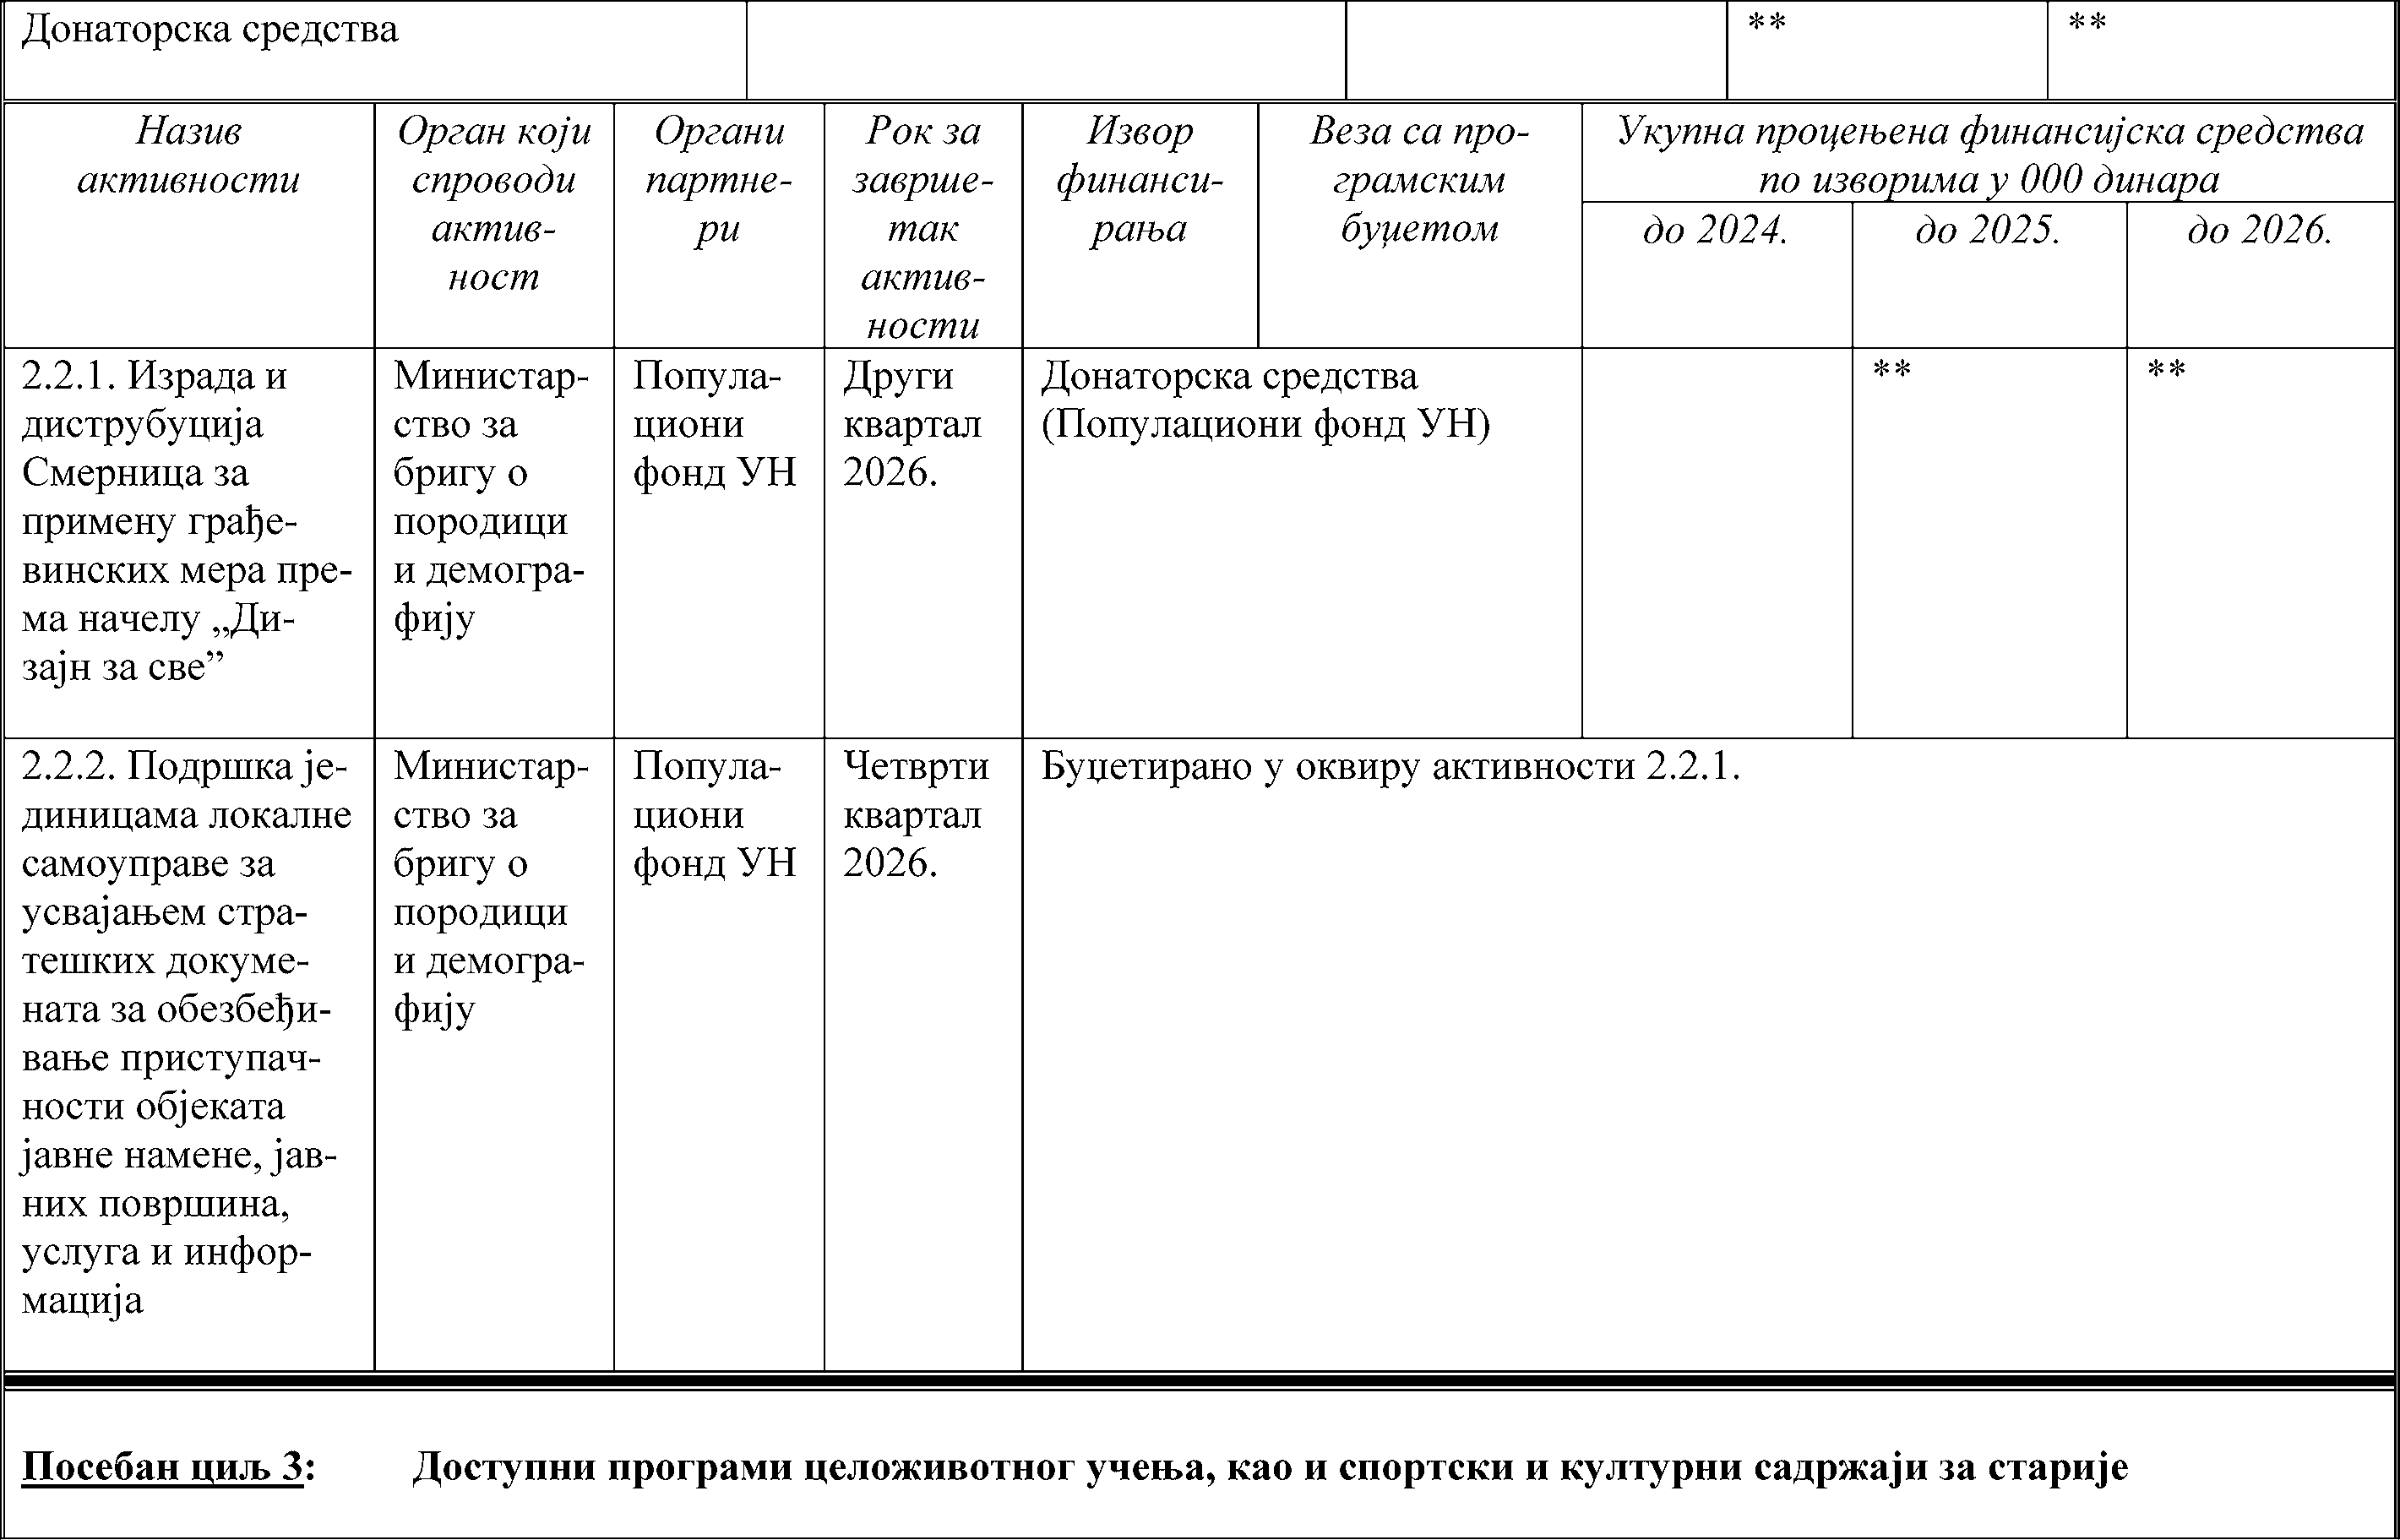 Донаторска средства ** **
Назив
активности
Орган који
спроводи
актив-
ност
Органи
партне-
ри
Рок за
заврше-
так
актив-
ности
Извор
финанси-
рања
Веза са про-
грамским
буџетом
Укупна процењена финансијска средства
по изворима у 000 динара
до 2024. до 2025. до 2026.
2.2.1. Израда и
диструбуција
Смерница за
примену грађе-
винских мера пре-
ма начелу „Ди-
зајн за све”
Министар-
ство за
бригу о
породици
и демогра-
фију
Популa-
циони
фонд УН
Други
квартал
2026.
Донаторска средства
(Популациони фонд УН)
** **
2.2.2. Подршка је-
диницама локалне
самоуправе за
усвајањем стра-
тешких докуме-
ната за обезбеђи-
вање приступач-
ности објеката
јавне намене, јав-
них површина,
услуга и инфор-
мација
Министар-
ство за
бригу о
породици
и демогра-
фију
Популa-
циони
фонд УН
Четврти
квартал
2026.
Буџетирано у оквиру активности 2.2.1.
Посебан циљ 3: Доступни програми целоживотног учења, као и спортски и културни садржаји за старије